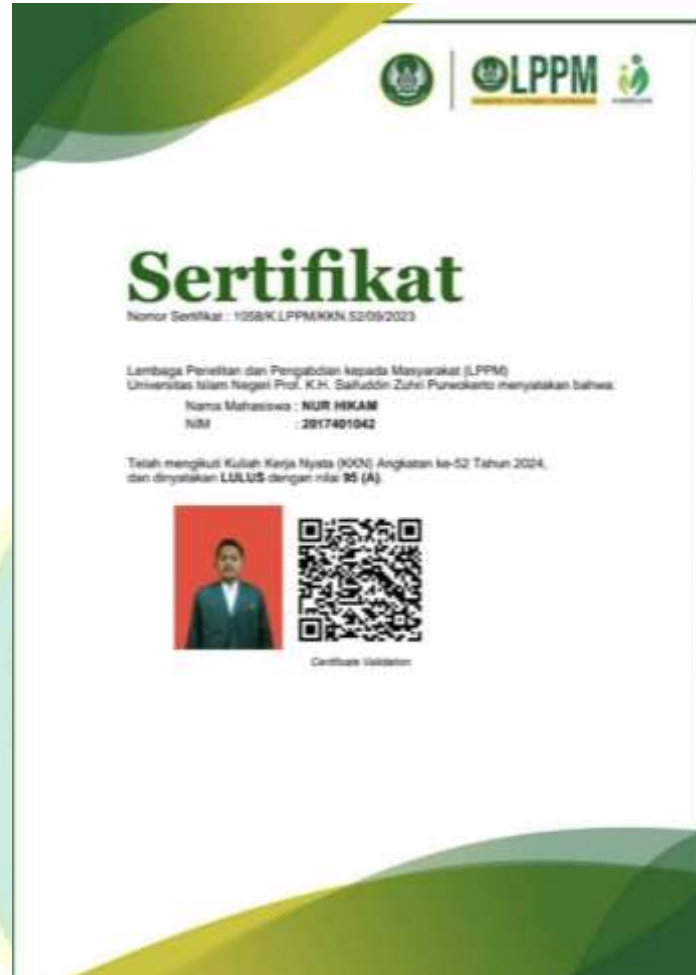 LPPM
Sertifikat
Nomor Sertifikat : 1058/K.LPPM/KKN.52/09/2023
Lembaga Penelitian dan Pengabdian kepada Masyarakat (LPPM)
Universitas Islam Negeri Prof. K.H. Saifuddin Zuhri Purwokerto menyatakan bahwa:
Nama Mahasiswa : NUR HIKAM
NIM : 2017401042
Telah mengikuti Kuliah Kerja Nyata (KKN) Angkatan ke-52 Tahun 2024,
dan dinyatakan LULUS dengan nilai 95 (A).
Certificate Validation